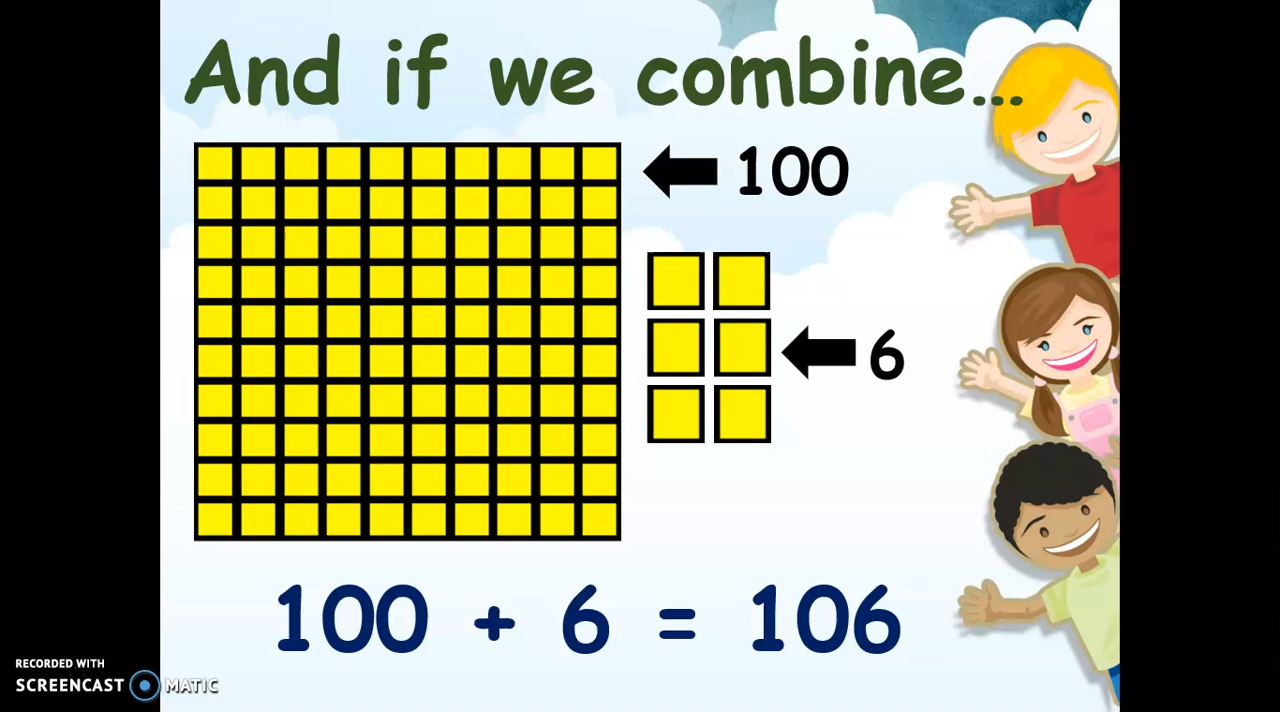 And if we combine...
100
6
100 + 6 = 106
RECORDED WITH
SCREENCAST MATIC